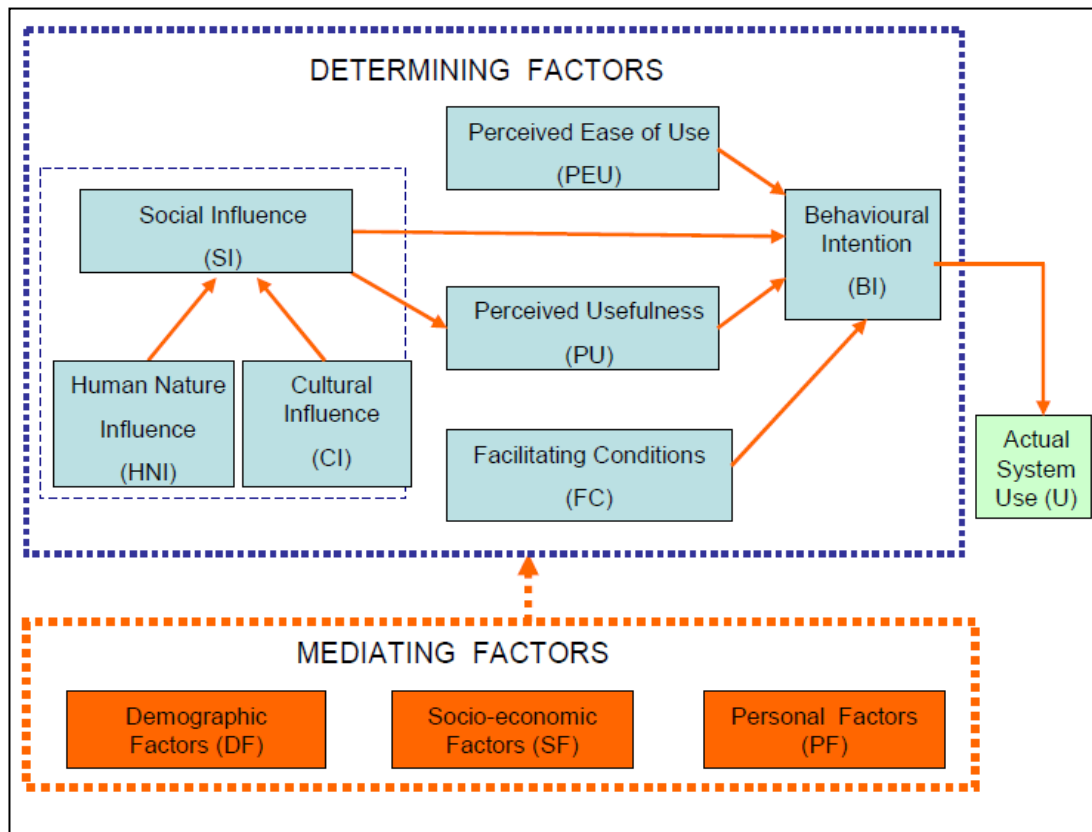 DETERMINING FACTORS
Perceived Ease of Use
(PEU)
Social Influence
(SI)
Behavioural
Intention
(BI)
Perceived Usefulness
(PU)
Human Nature
Influence
(HNI)
Cultural
Influence
(CI)
Facilitating Conditions
(FC)
Actual
System
Use (U)
MEDIATING FACTORS
Demographic
Factors (DF)
Socio-economic
Factors (SF)
Personal Factors
(PF)